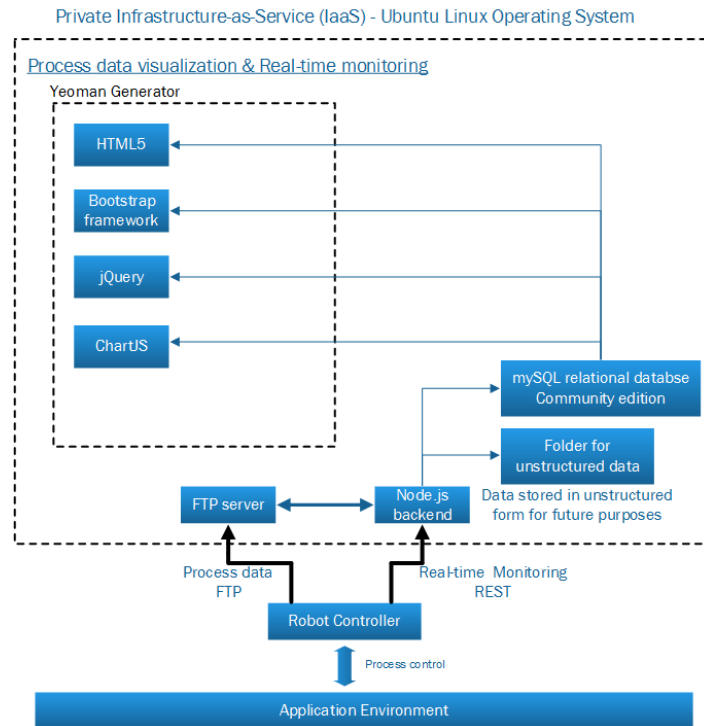 Private Infrastructure-as-Service (IaaS) - Ubuntu Linux Operating System
Process data visualization & Real-time monitoring
Yeoman Generator
HTML5
Bootstrap
framework
jQuery
ChartJS
mySQL relational databse
Community edition
Folder for
unstructured data
Data stored in unstructured
form for future purposes
FTP server
Node.js
backend
Process data
FTP
Real-time Monitoring
REST
Robot Controller
Process control
Application Environment